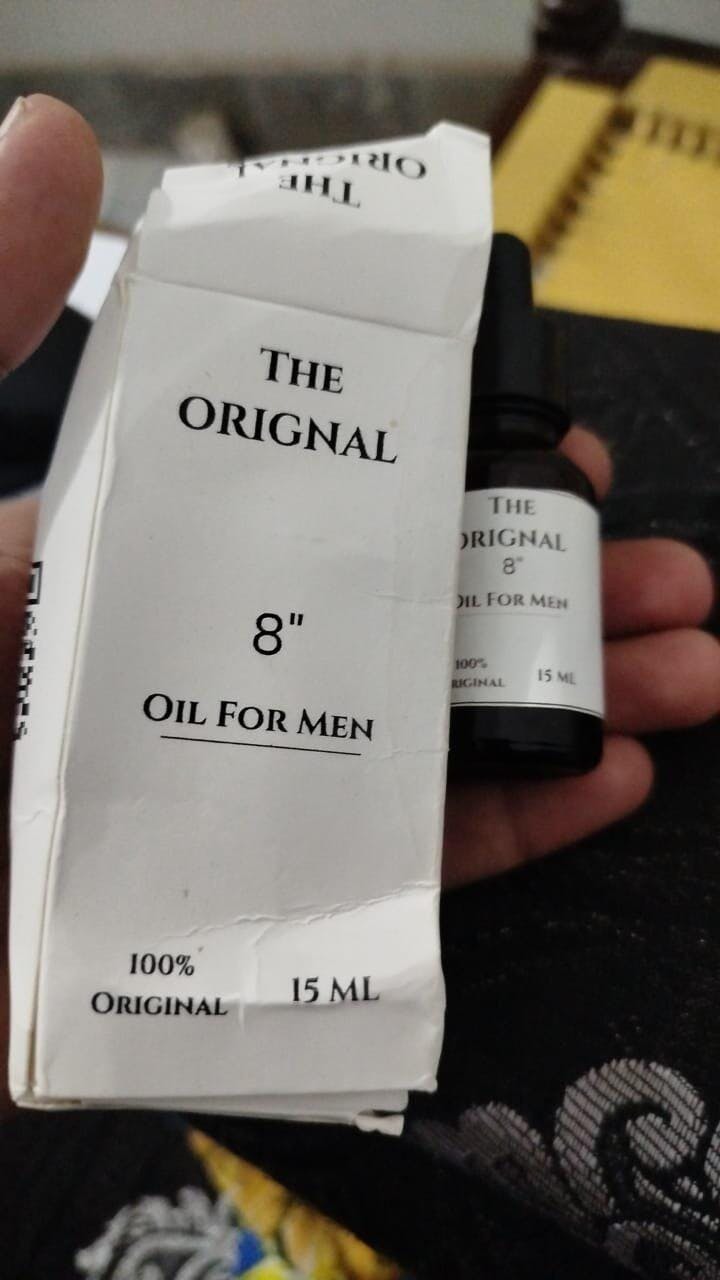 THE
ORIGNAL
THE
ORIGNAL
8"
OIL FOR MEN
100%
ORIGINAL
15 ML
THE
ORIGNAL
8"
OIL FOR MEN
100%
RIGINAL
15 ML